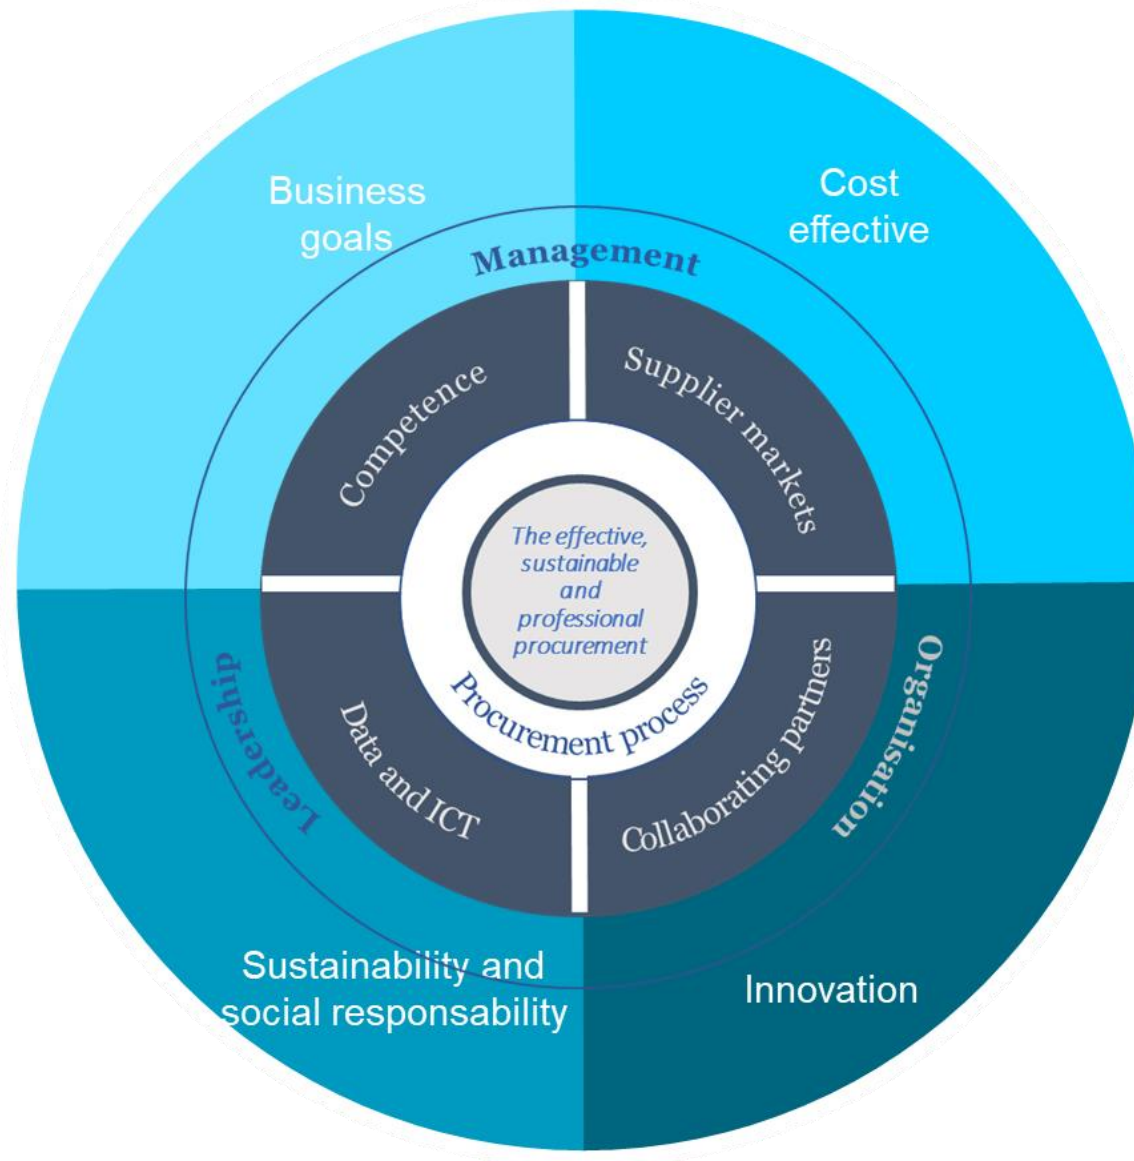 Business
goals
Cost
effective
Management
Competence
Supplier markets
The effective,
sustainable
and
professional
procurement
Procurement process
Leadership
Data and ICT
Collaborating partners
Organisation
Sustainability and
social responsability
Innovation